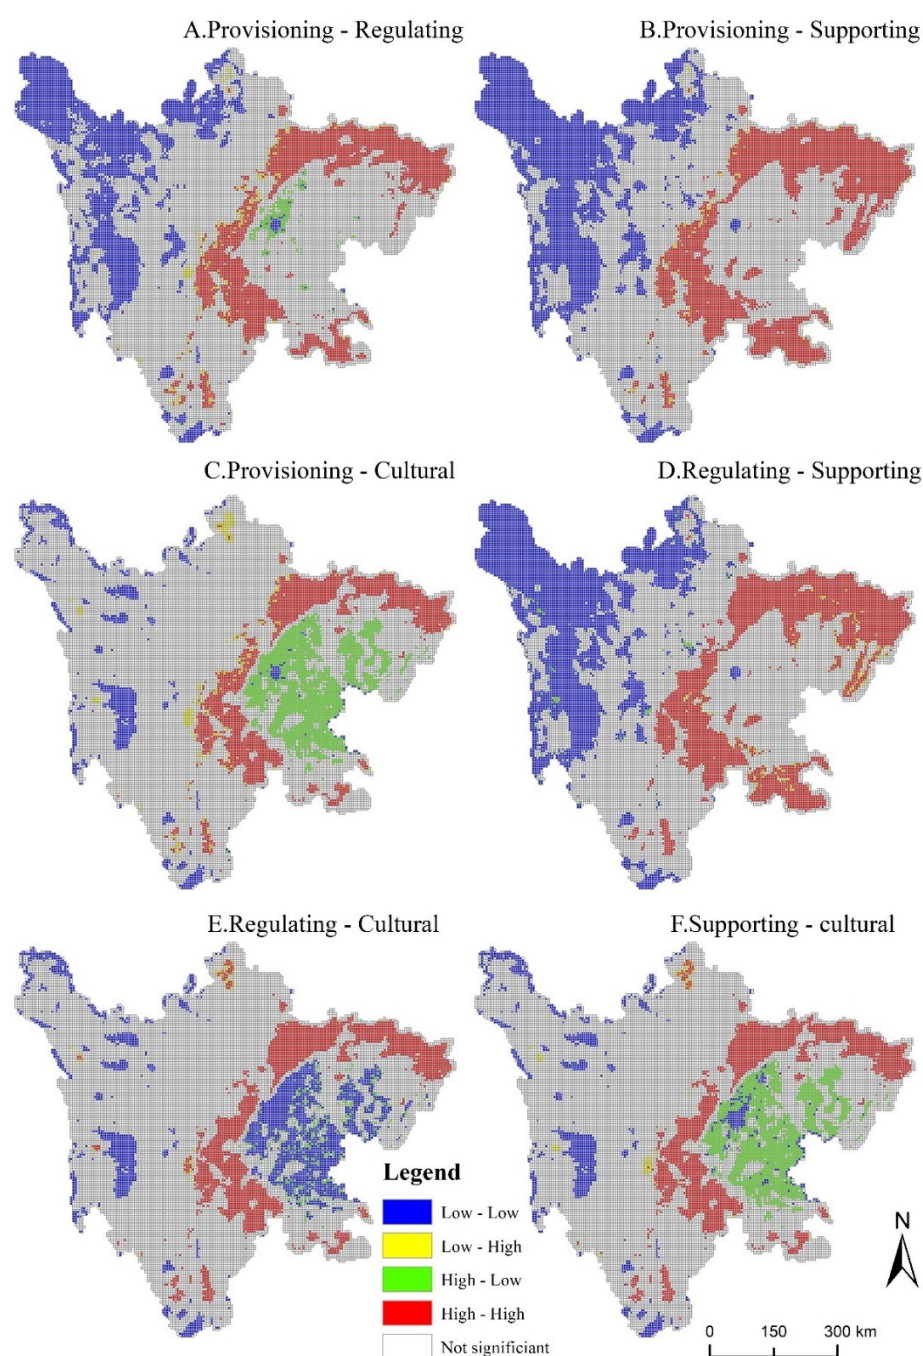 A.Provisioning - Regulating
B.Provisioning - Supporting
C.Provisioning - Cultural
D.Regulating - Supporting
E.Regulating - Cultural
F.Supporting - cultural
Legend
Low - Low
Low - High
High - Low
High - High
Not significiant
N
0 150 300 km